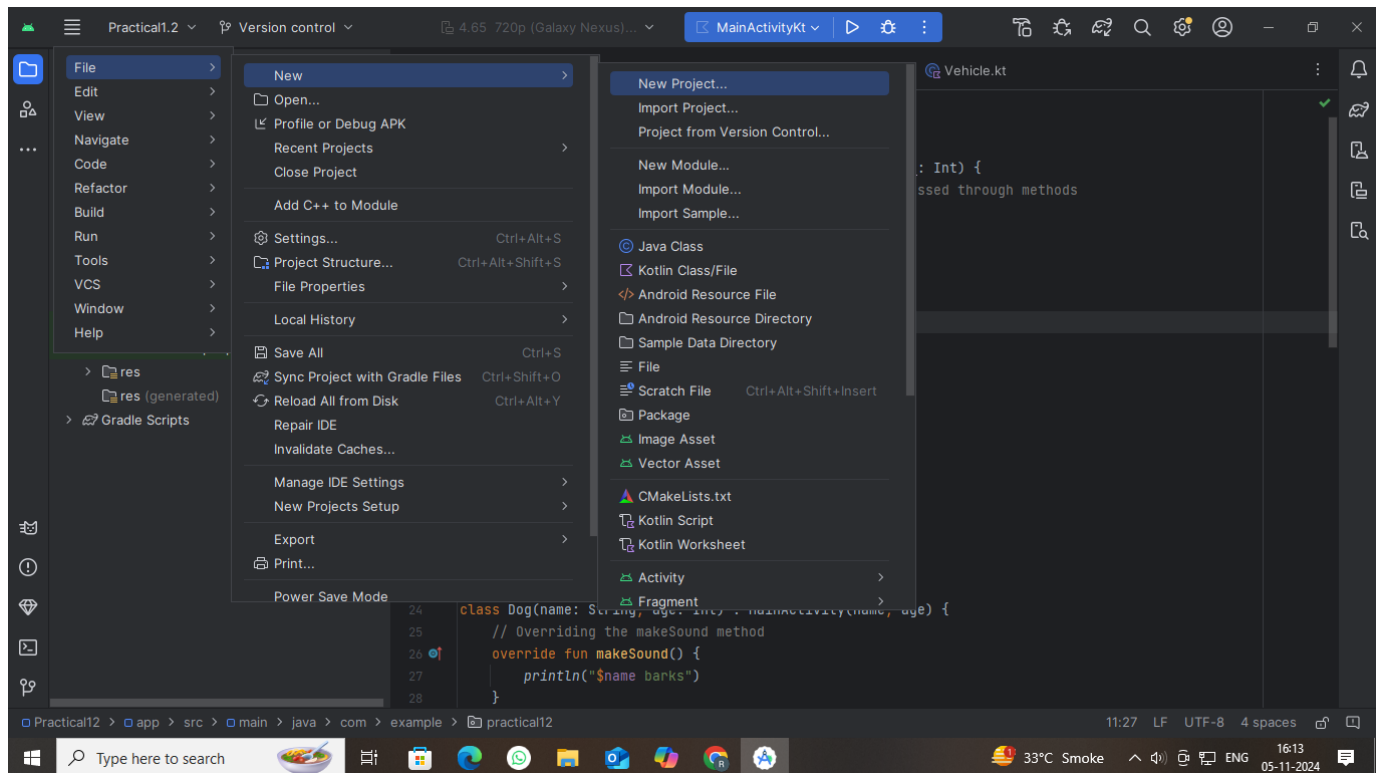 Practical1.2
Version control
4.65 720p (Galaxy Nexus)...
MainActivityKt
Vehicle.kt
File
Edit
View
Navigate
Code
Refactor
Build
Run
Tools
VCS
Window
Help
res
res (generated)
Gradle Scripts
New
Open...
Profile or Debug APK
Recent Projects
Close Project
Add C++ to Module
Settings... Ctrl+Alt+S
Project Structure... Ctrl+Alt+Shift+S
File Properties
Local History
Save All Ctrl+S
Sync Project with Gradle Files Ctrl+Shift+O
Reload All from Disk Ctrl+Alt+Y
Repair IDE
Invalidate Caches...
Manage IDE Settings
New Projects Setup
Export
Print...
Power Save Mode
New Project...
Import Project...
Project from Version Control...
New Module...
Import Module...
Import Sample...
Java Class
Kotlin Class/File
Android Resource File
Android Resource Directory
Sample Data Directory
File
Scratch File Ctrl+Alt+Shift+Insert
Package
Image Asset
Vector Asset
CMakeLists.txt
Kotlin Script
Kotlin Worksheet
Activity
Fragment
: Int) {
ssed through methods
24 class Dog(name: String, age: Int) : MainActivity(name, age) {
25 // Overriding the makeSound method
26 override fun makeSound() {
27 println("$name barks")
28 }
Practical12 > app > src > main > java > com > example > practical12
11:27 LF UTF-8 4 spaces
Type here to search
33°C Smoke
ENG
16:13
05-11-2024